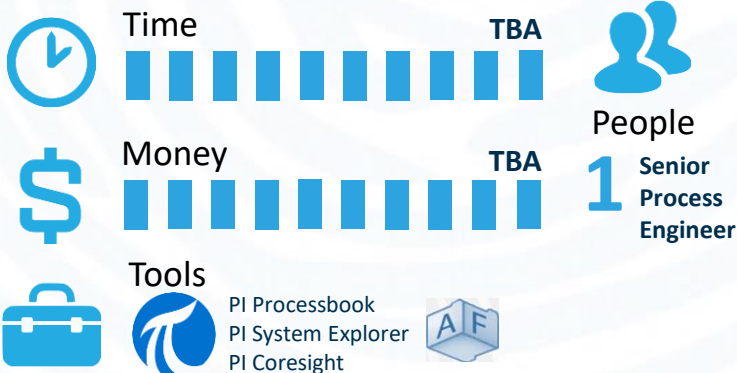 Time
TBA
People
1
Senior
Process
Engineer
Money
TBA
$
Tools
PI Processbook
PI System Explorer
PI Coresight
AF